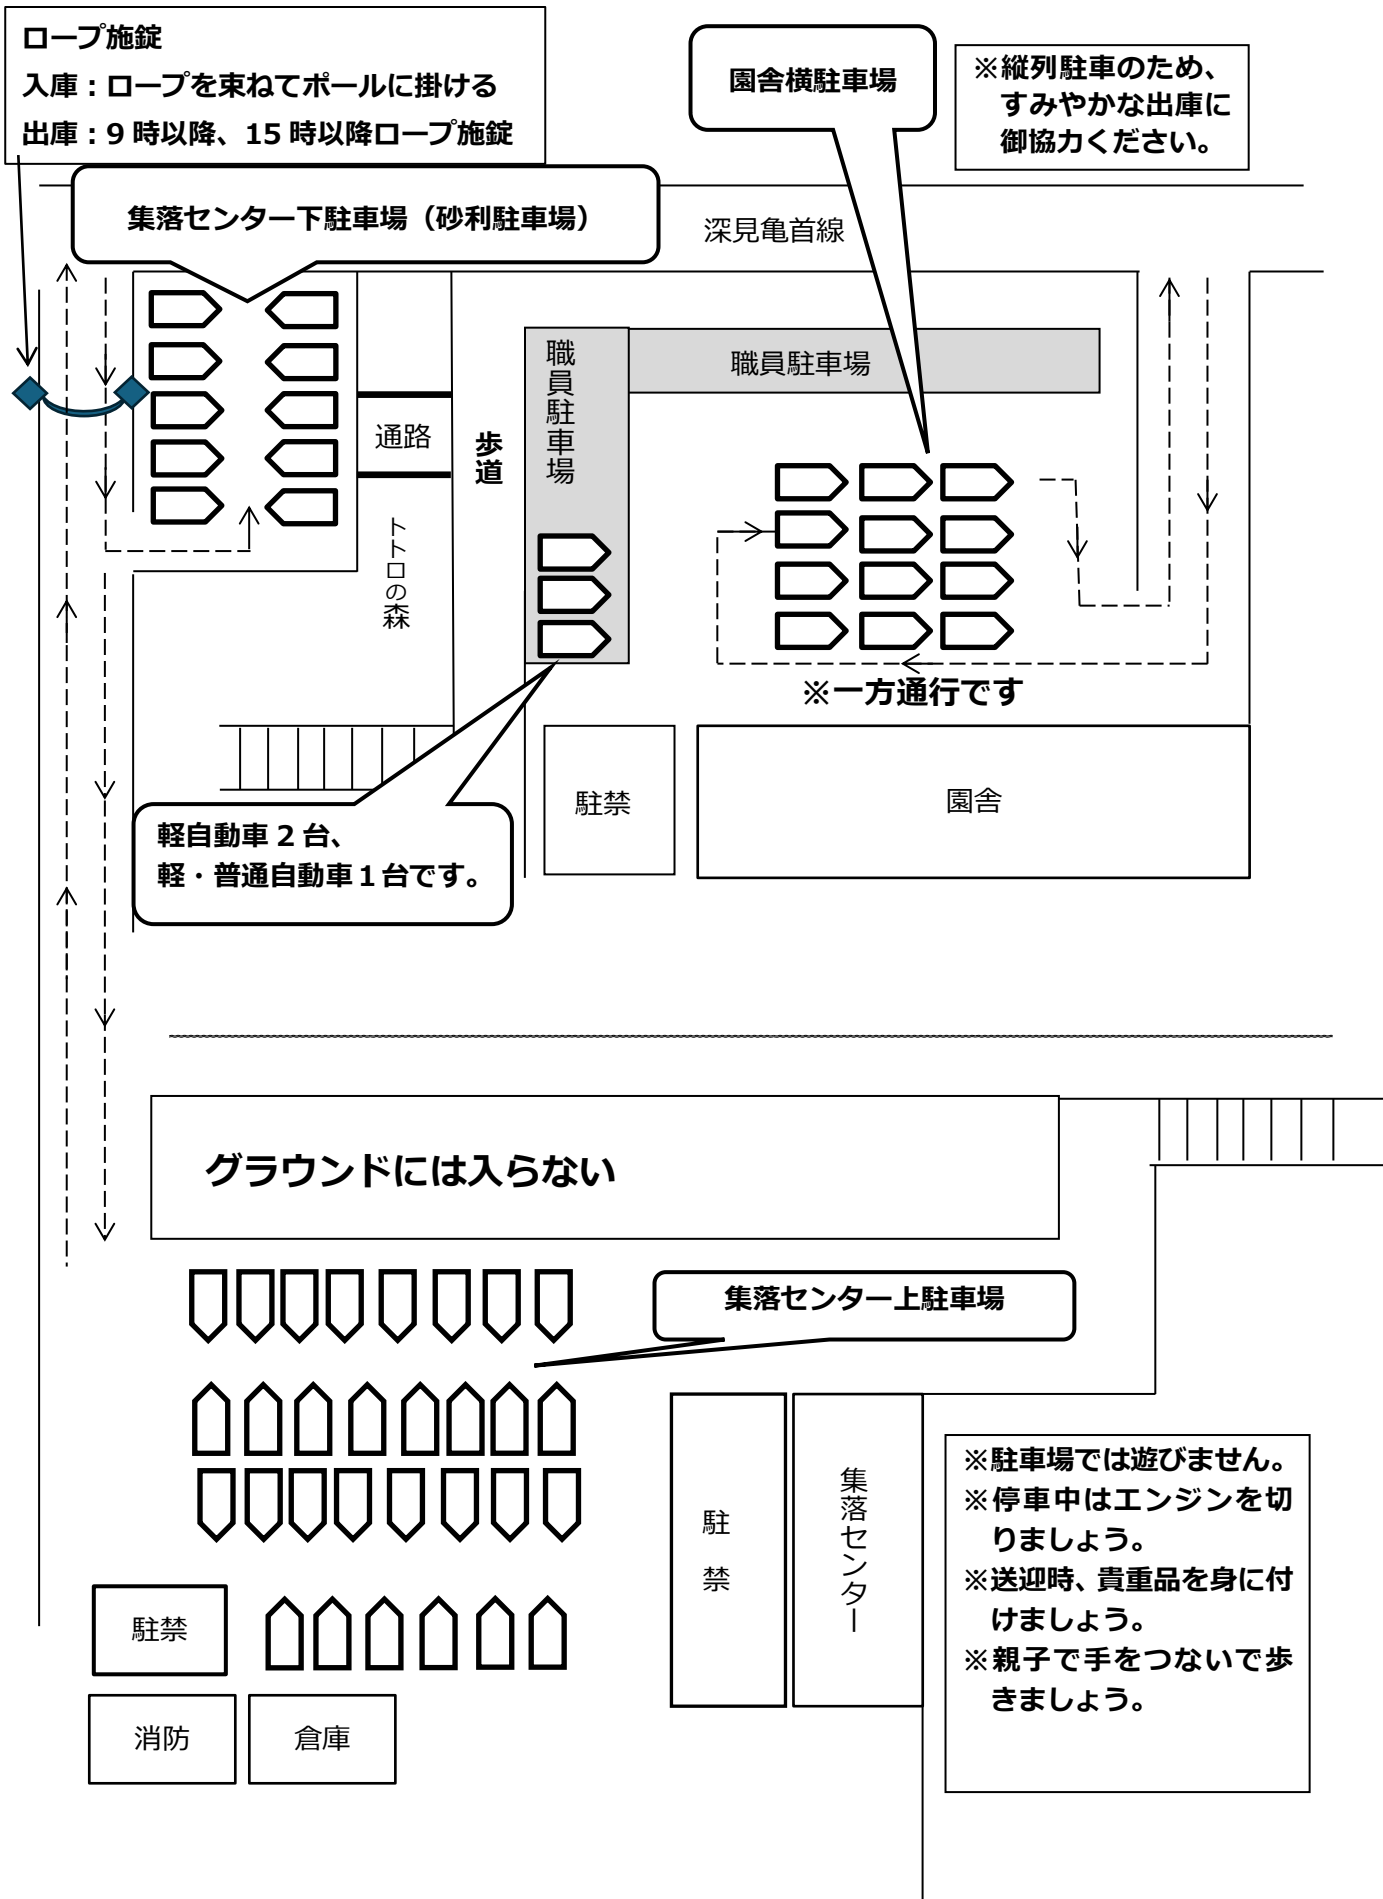 ロープ施錠
入庫：ロープを束ねてポールに掛ける
出庫：9 時以降、15 時以降ロープ施錠
園舎横駐車場
※縦列駐車のため、
すみやかな出庫に
御協力ください。
集落センター下駐車場（砂利駐車場）
深見亀首線
職員駐車場
職員駐車場
通路
歩道
トトロの森
※一方通行です
駐禁
園舎
軽自動車 2 台、
軽・普通自動車 1 台です。
グラウンドには入らない
集落センター上駐車場
駐禁
集落センター
※駐車場では遊びません。
※停車中はエンジンを切
りましょう。
※送迎時、貴重品を身に付
けましょう。
※親子で手をつないで歩
きましょう。
駐禁
消防
倉庫